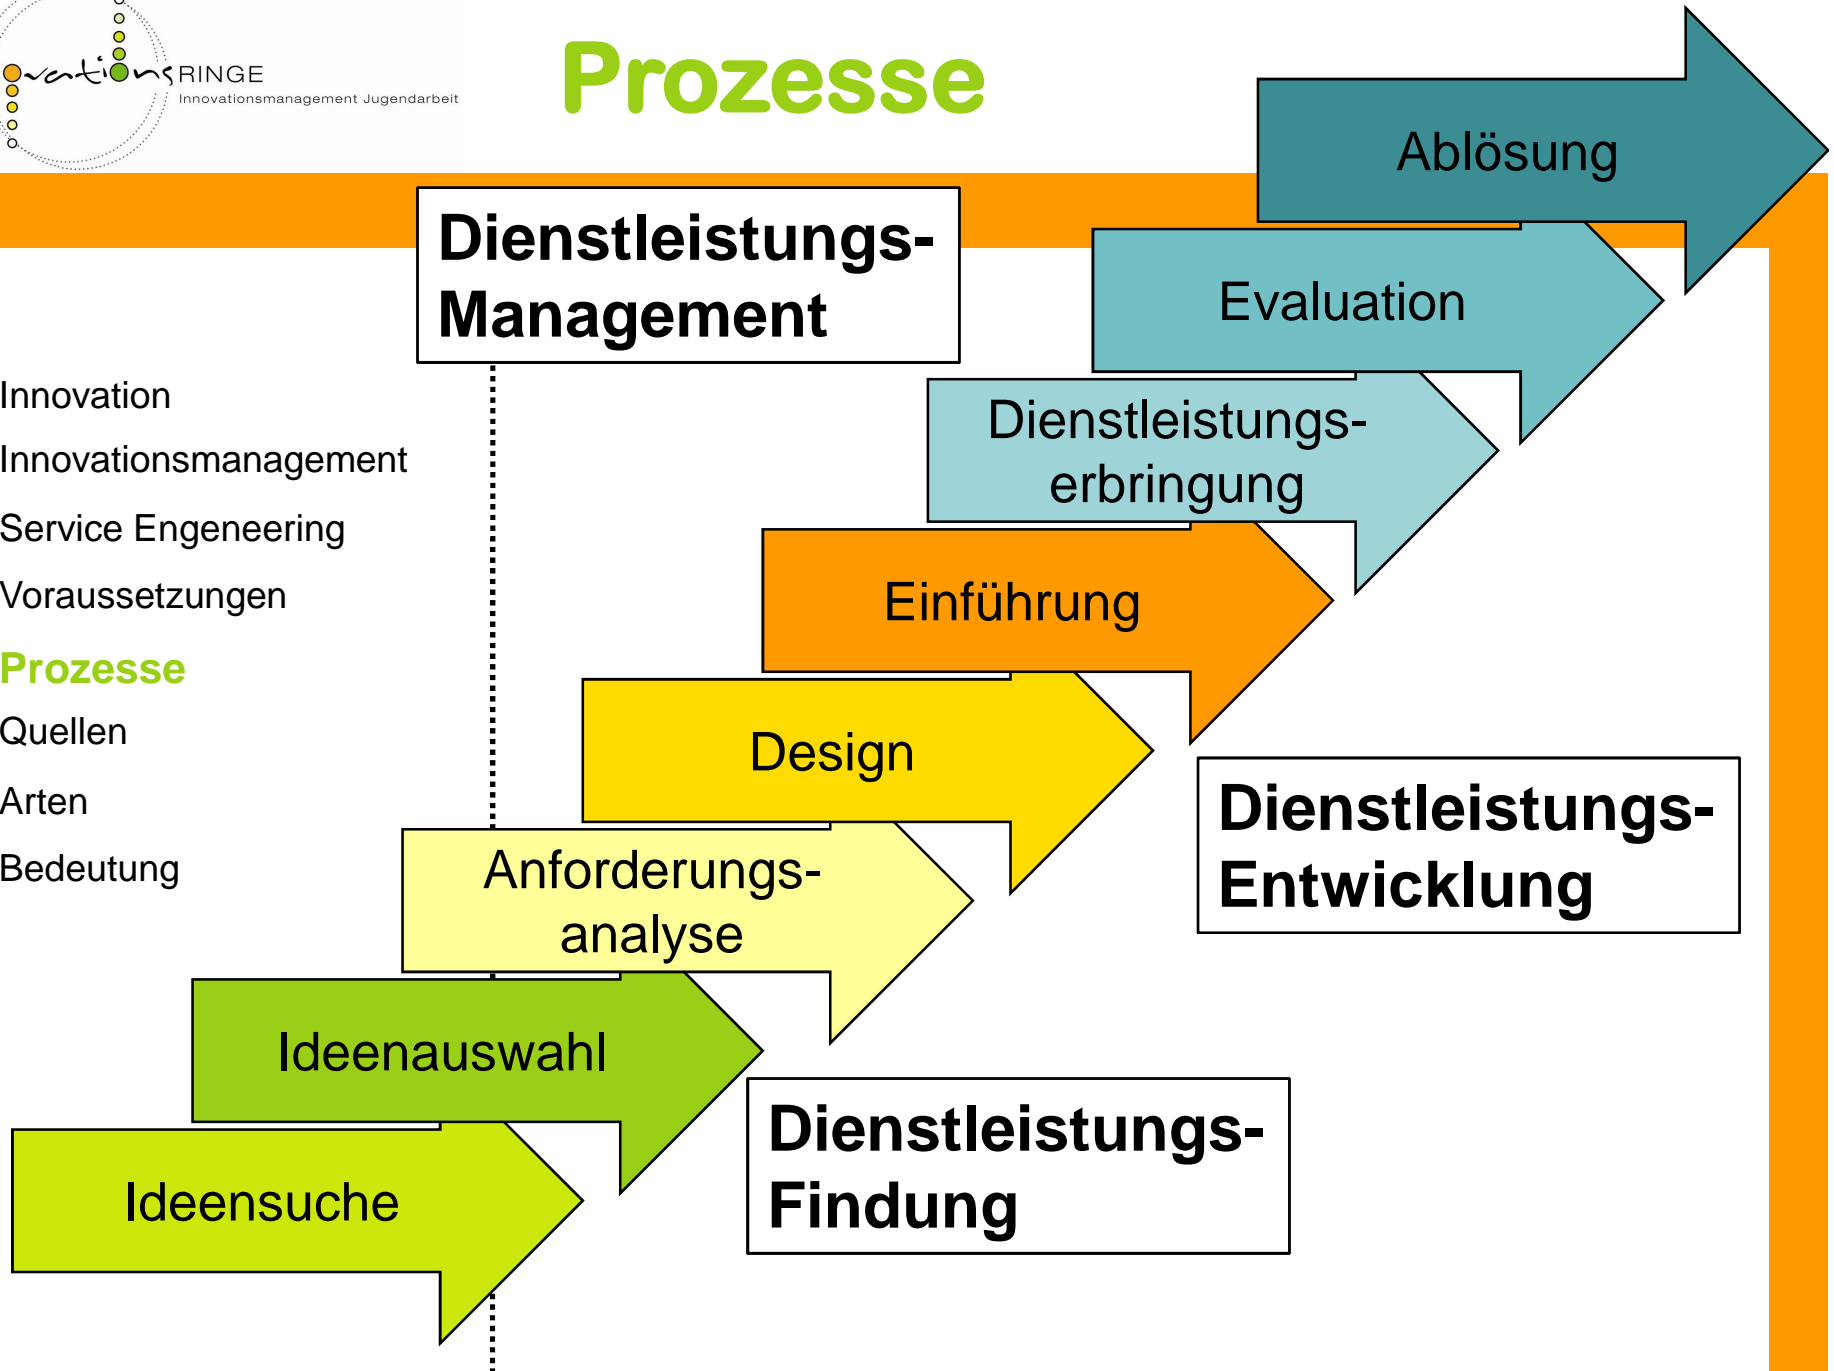 ovationsRINGE
Innovationsmanagement Jugendarbeit
Prozesse
Ablösung
Dienstleistungs-
Management
Evaluation
Innovation
Innovationsmanagement
Service Engeneering
Voraussetzungen
Prozesse
Quellen
Arten
Bedeutung
Dienstleistungs-
erbringung
Einführung
Design
Dienstleistungs-
Entwicklung
Anforderungs-
analyse
Ideenauswahl
Dienstleistungs-
Findung
Ideensuche